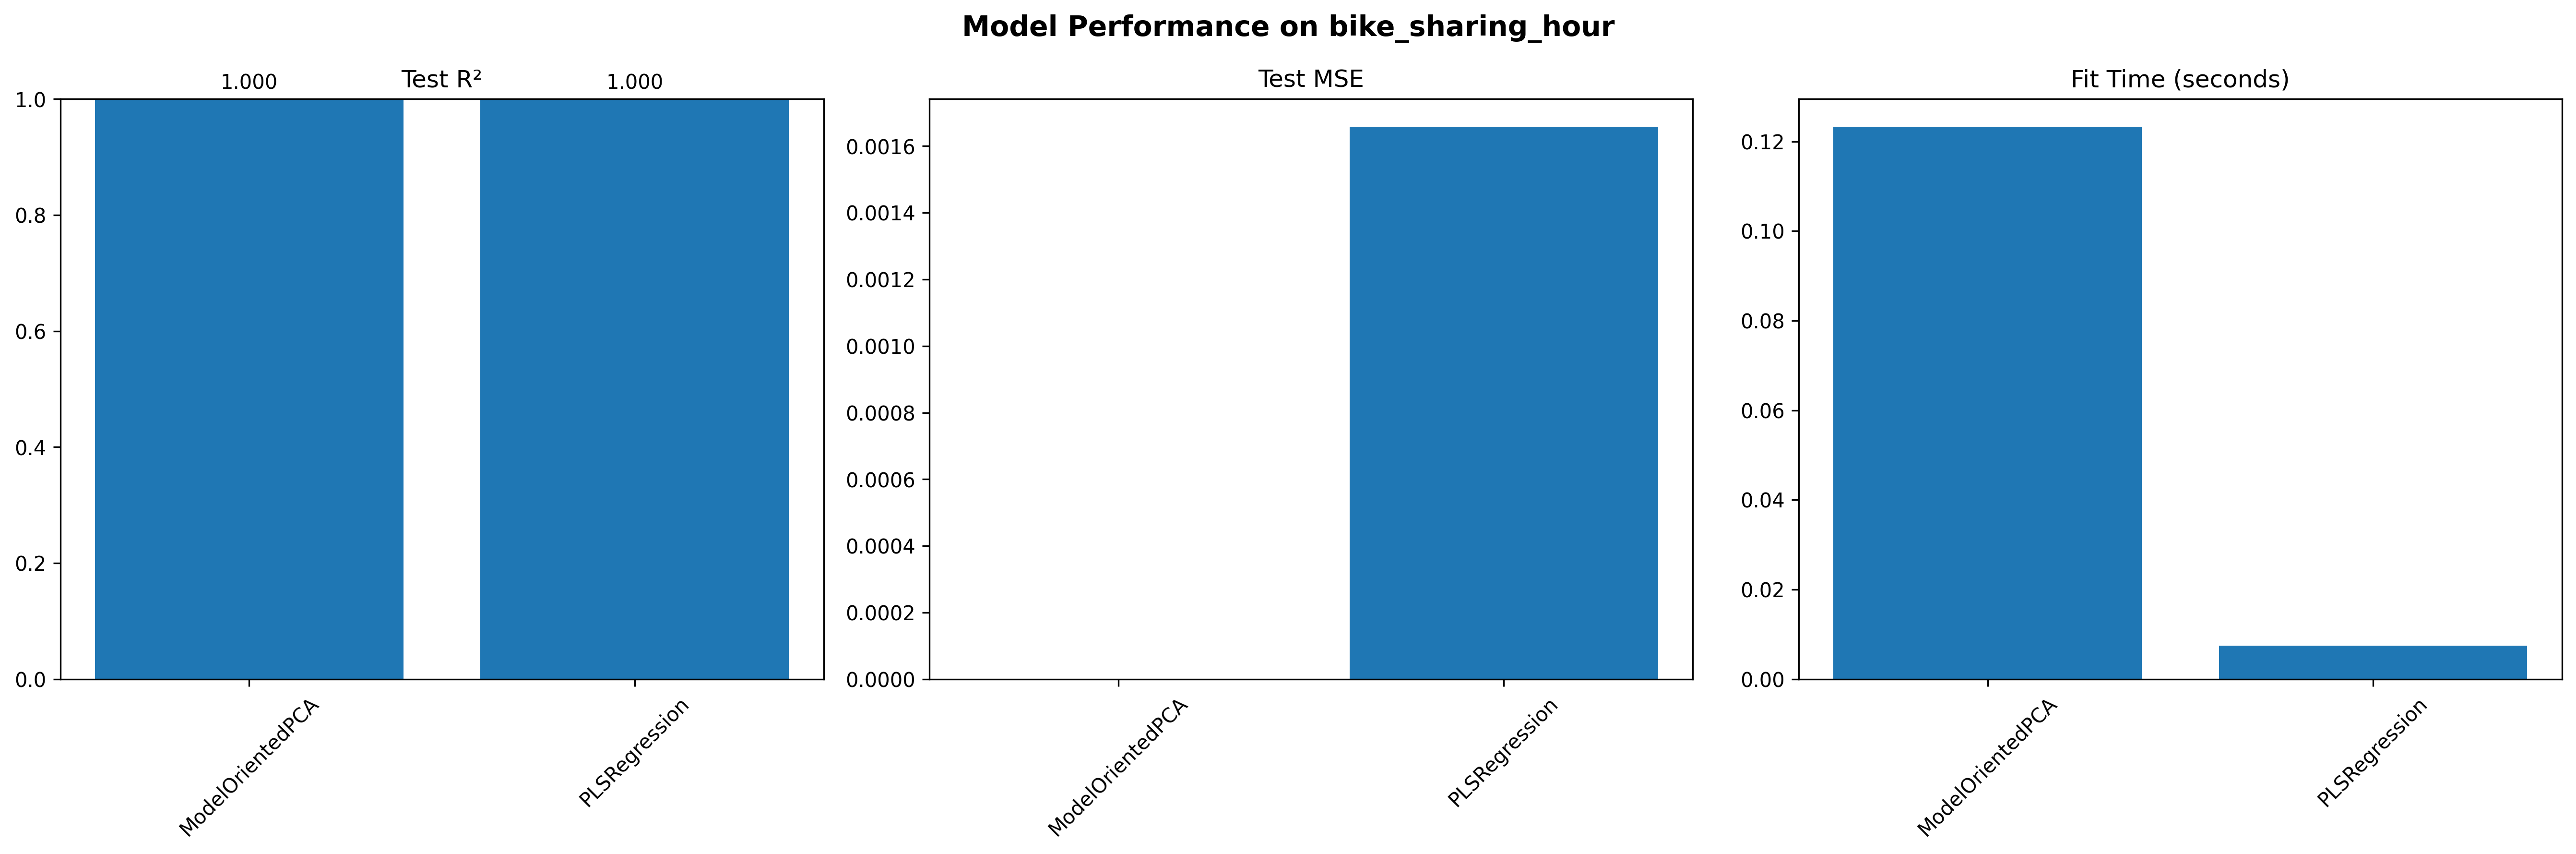 Model Performance on bike_sharing_hour
Test R²
1.000
1.000
1.0
0.8
0.6
0.4
0.2
0.0
ModelOrientedPCA
PLSRegression
Test MSE
0.0016
0.0014
0.0012
0.0010
0.0008
0.0006
0.0004
0.0002
0.0000
ModelOrientedPCA
PLSRegression
Fit Time (seconds)
0.12
0.10
0.08
0.06
0.04
0.02
0.00
ModelOrientedPCA
PLSRegression